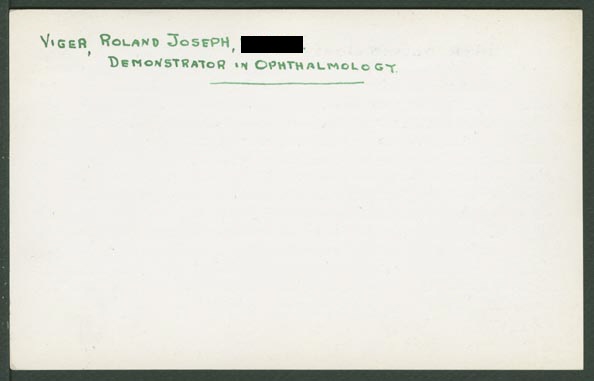 VIGER, ROLAND JOSEPH,
DEMONSTRATOR IN OPHTHALMOLOGY.